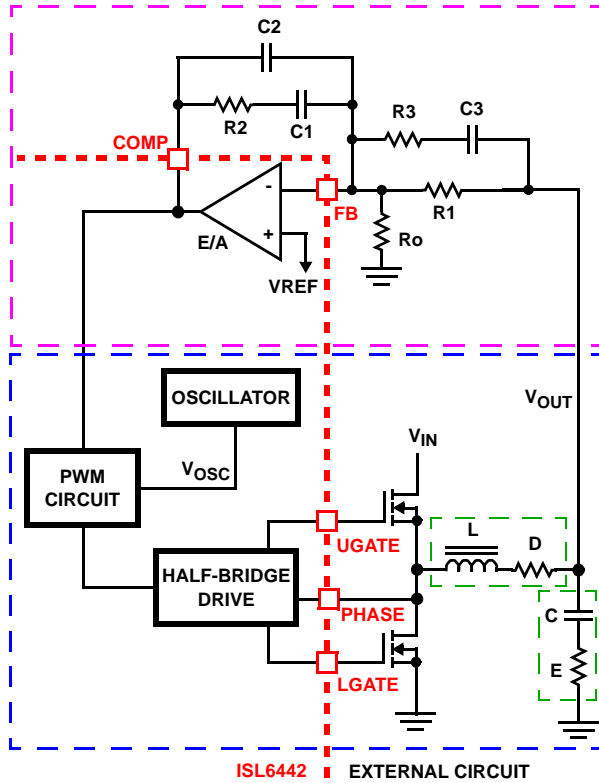 C2
R2
C1
R3
C3
COMP
-
FB
R1
E/A
+
Ro
VREF
OSCILLATOR
VOUT
VIN
PWM
CIRCUIT
VOSC
UGATE
L
D
HALF-BRIDGE
DRIVE
PHASE
C
E
LGATE
ISL6442
EXTERNAL CIRCUIT